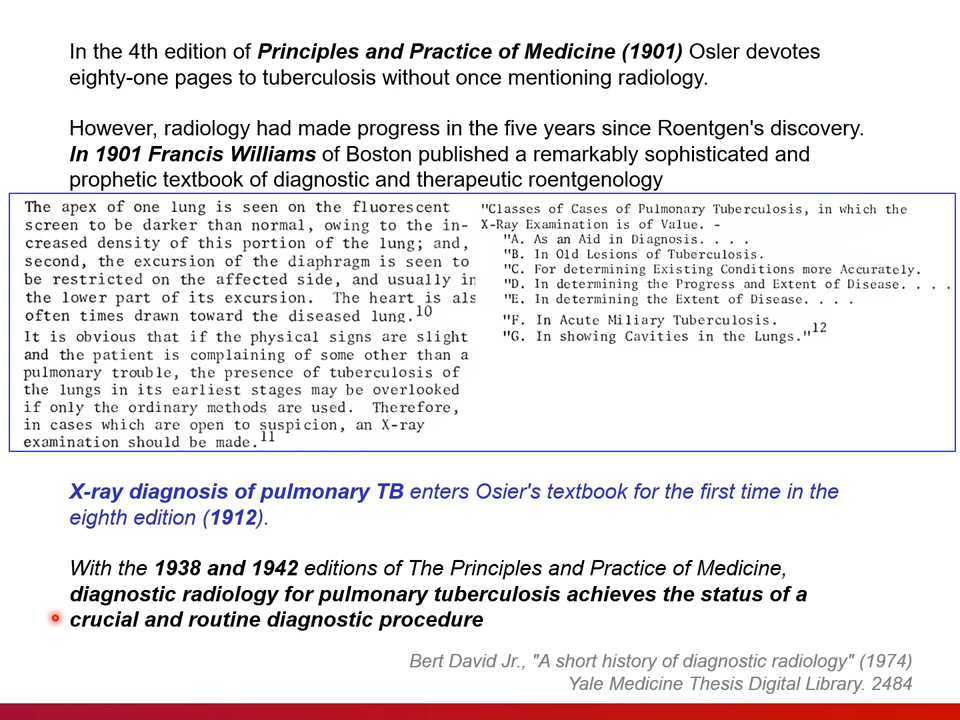 In the 4th edition of Principles and Practice of Medicine (1901) Osler devotes
eighty-one pages to tuberculosis without once mentioning radiology.
However, radiology had made progress in the five years since Roentgen's discovery.
In 1901 Francis Williams of Boston published a remarkably sophisticated and
prophetic textbook of diagnostic and therapeutic roentgenology
The apex of one lung is seen on the fluorescent
screen to be darker than normal, owing to the in-
creased density of this portion of the lung; and,
second, the excursion of the diaphragm is seen to
be restricted on the affected side, and usually in
the lower part of its excursion. The heart is als
often times drawn toward the diseased lung.10
It is obvious that if the physical signs are slight
and the patient is complaining of some other than a
pulmonary trouble, the presence of tuberculosis of
the lungs in its earliest stages may be overlooked
if only the ordinary methods are used. Therefore,
in cases which are open to suspicion, an X-ray
examination should be made.11
"Classes of Cases of Pulmonary Tuberculosis, in which the
X-Ray Examination is of Value. -
"A. As an Aid in Diagnosis. . . .
"B. In Old Lesions of Tuberculosis.
"C. For determining Existing Conditions more Accurately.
"D. In determining the Progress and Extent of Disease. . . .
"E. In determining the Extent of Disease. . . .
"F. In Acute Miliary Tuberculosis.
"G. In showing Cavities in the Lungs."12
X-ray diagnosis of pulmonary TB enters Osier's textbook for the first time in the
eighth edition (1912).
With the 1938 and 1942 editions of The Principles and Practice of Medicine,
diagnostic radiology for pulmonary tuberculosis achieves the status of a
crucial and routine diagnostic procedure
Bert David Jr., "A short history of diagnostic radiology" (1974)
Yale Medicine Thesis Digital Library. 2484